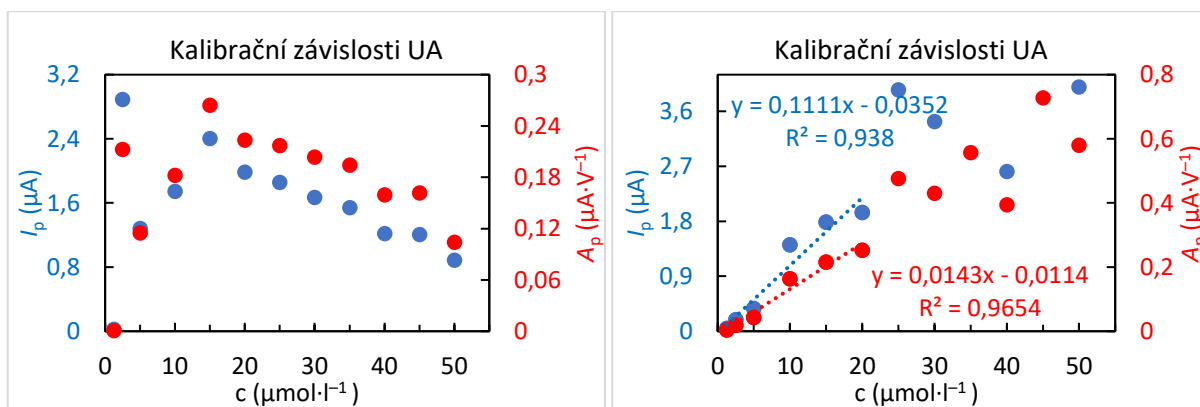 Kalibrační závislosti UA
3,2
2,4
1,6
0,8
0
I_p (µA)
0,3
0,24
0,18
0,12
0,06
0
A_p (µA·V⁻¹)
0 10 20 30 40 50
c (µmol·l⁻¹)
Kalibrační závislosti UA
3,6
2,7
1,8
0,9
0
I_p (µA)
y = 0,1111x - 0,0352
R² = 0,938
y = 0,0143x - 0,0114
R² = 0,9654
0,8
0,6
0,4
0,2
0
A_p (µA·V⁻¹)
0 10 20 30 40 50
c (µmol·l⁻¹)